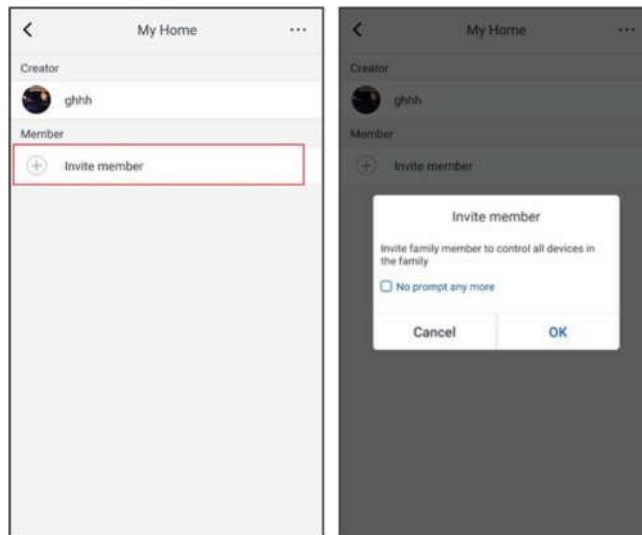 My Home
Creator
ghhh
Member
Invite member
My Home
Creator
ghhh
Member
Invite member
Invite member
Invite family member to control all devices in
the family
No prompt any more
Cancel OK